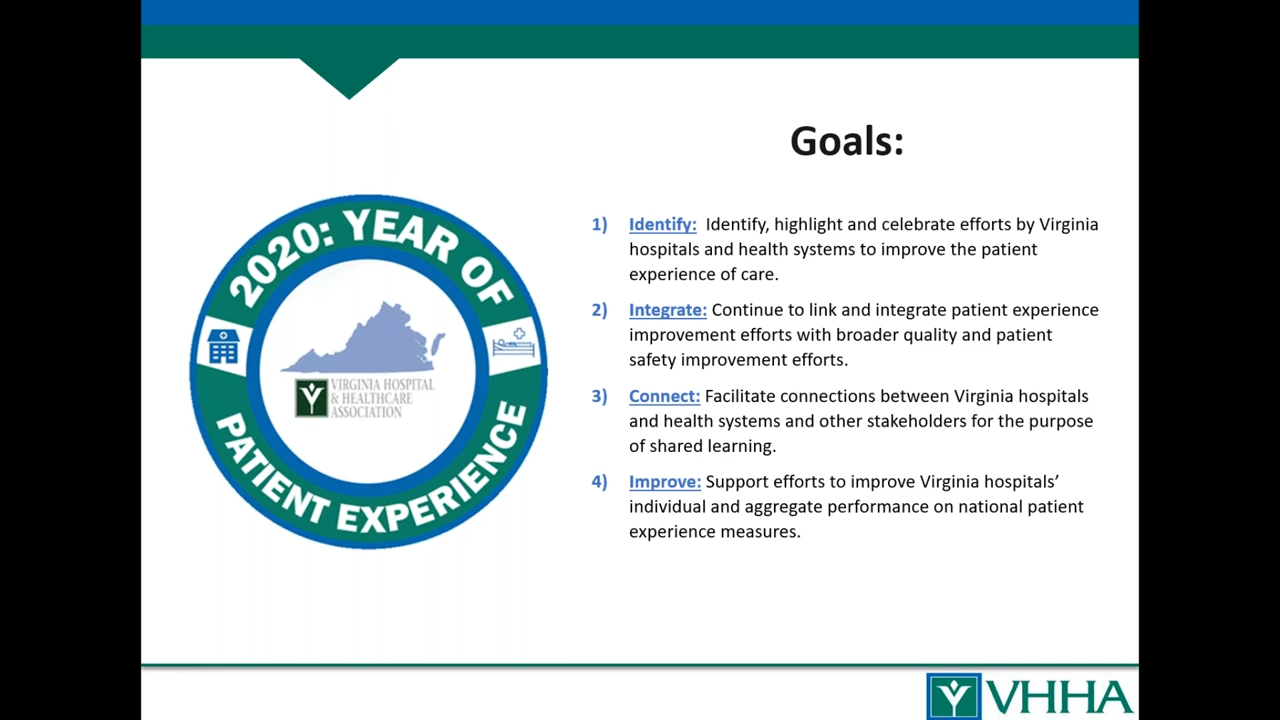 Goals:
2020: YEAR OF
PATIENT EXPERIENCE
VIRGINIA HOSPITAL
& HEALTHCARE
ASSOCIATION
1) Identify: Identify, highlight and celebrate efforts by Virginia
hospitals and health systems to improve the patient
experience of care.
2) Integrate: Continue to link and integrate patient experience
improvement efforts with broader quality and patient
safety improvement efforts.
3) Connect: Facilitate connections between Virginia hospitals
and health systems and other stakeholders for the purpose
of shared learning.
4) Improve: Support efforts to improve Virginia hospitals’
individual and aggregate performance on national patient
experience measures.
VHHA